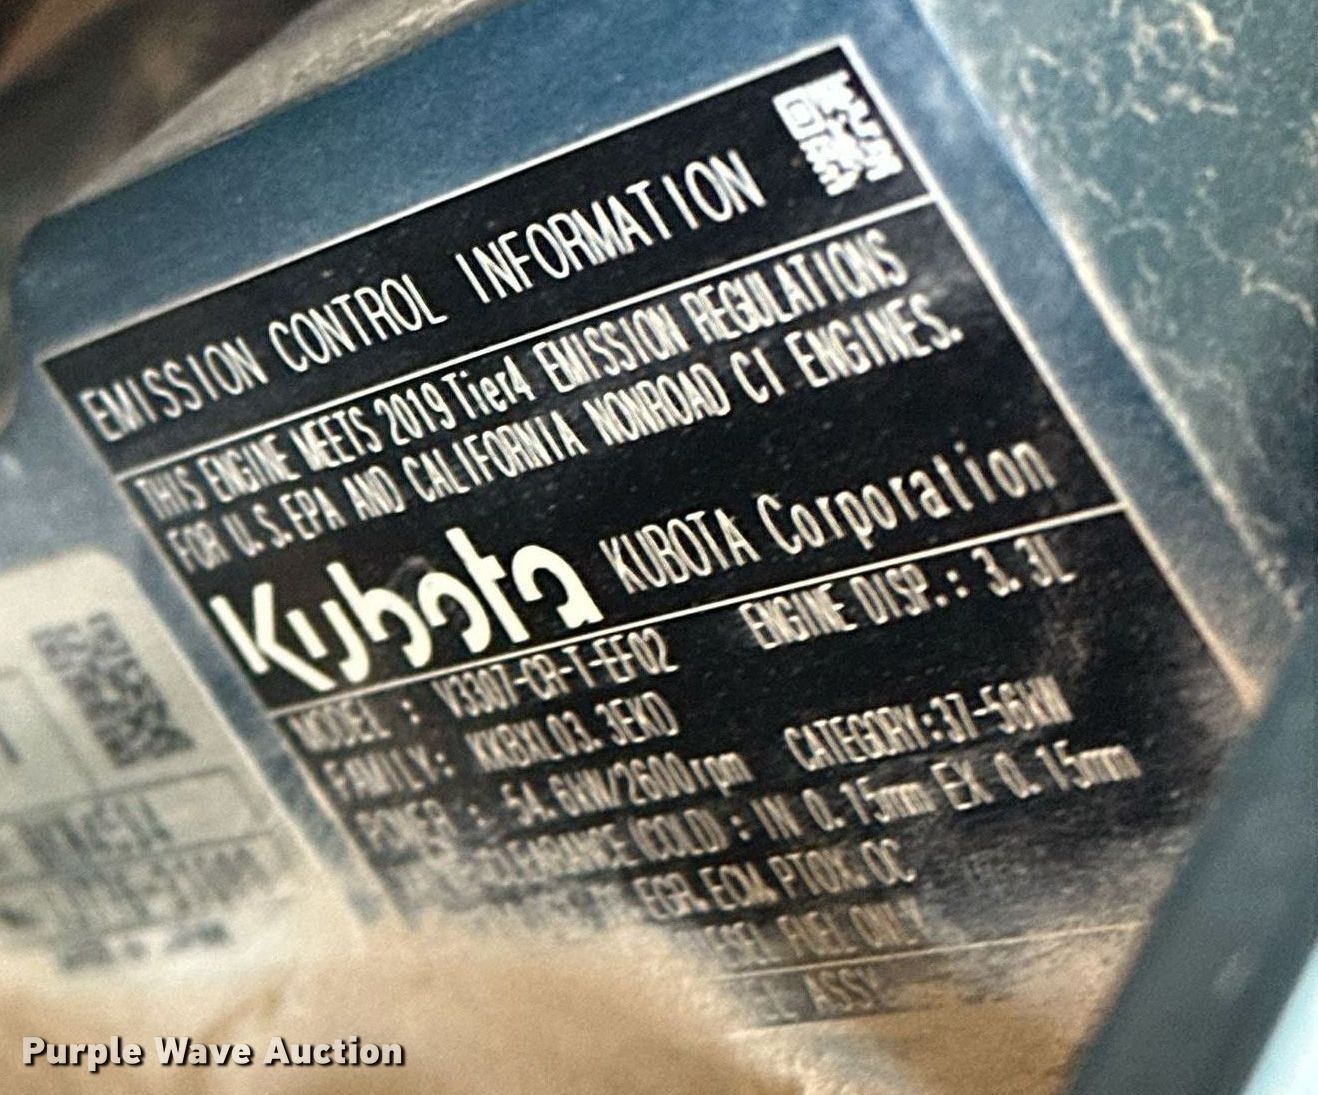 EMISSION CONTROL INFORMATION
THIS ENGINE MEETS 2019 Tier4 EMISSION REGULATIONS
FOR U.S. EPA AND CALIFORNIA NONROAD CI ENGINES.
Kubota KUBOTA Corporation
MODEL : V3307-CR-T-EF02 ENGINE DISP.: 3.3L
FAMILY: KKBXL03.3EKD
POWER : 54.6kW/2600rpm CATEGORY:37-56kW
CLEARANCE (COLD) : IN 0.15mm EX 0.15mm
EGR, ECM, PTOX, OC
FUEL ONLY
ASSY
Purple Wave Auction